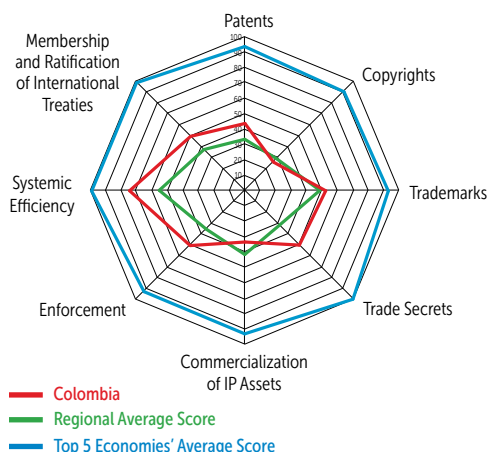 Patents
Membership
and Ratification
of International
Treaties
100
90
80
70
60
50
40
30
20
10
Copyrights
Systemic
Efficiency
Trademarks
Enforcement
Trade Secrets
Commercialization
of IP Assets
Colombia
Regional Average Score
Top 5 Economies' Average Score